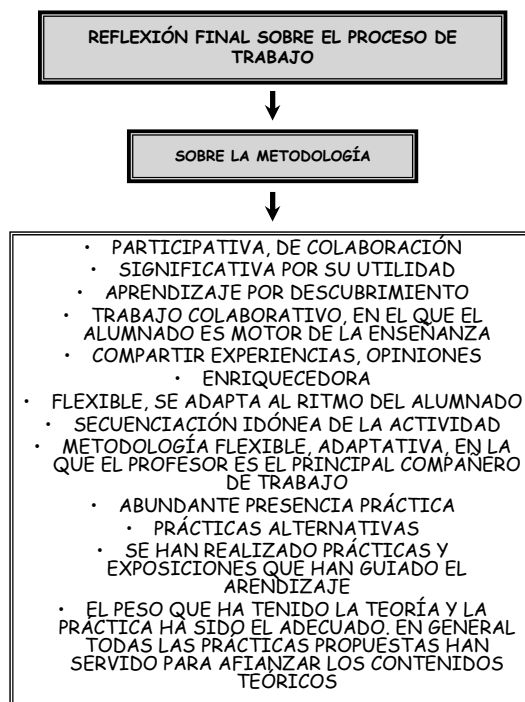 REFLEXIÓN FINAL SOBRE EL PROCESO DE
TRABAJO
SOBRE LA METODOLOGÍA
• PARTICIPATIVA, DE COLABORACIÓN
• SIGNIFICATIVA POR SU UTILIDAD
• APRENDIZAJE POR DESCUBRIMIENTO
• TRABAJO COLABORATIVO, EN EL QUE EL
ALUMNADO ES MOTOR DE LA ENSEÑANZA
• COMPARTIR EXPERIENCIAS, OPINIONES
• ENRIQUECEDORA
• FLEXIBLE, SE ADAPTA AL RITMO DEL ALUMNADO
• SECUENCIACIÓN IDÓNEA DE LA ACTIVIDAD
• METODOLOGÍA FLEXIBLE, ADAPTATIVA, EN LA
QUE EL PROFESOR ES EL PRINCIPAL COMPAÑERO
DE TRABAJO
• ABUNDANTE PRESENCIA PRÁCTICA
• PRÁCTICAS ALTERNATIVAS
• SE HAN REALIZADO PRÁCTICAS Y
EXPOSICIONES QUE HAN GUIADO EL
ARENDIZAJE
• EL PESO QUE HA TENIDO LA TEORÍA Y LA
PRÁCTICA HA SIDO EL ADECUADO. EN GENERAL
TODAS LAS PRÁCTICAS PROPUESTAS HAN
SERVIDO PARA AFIANZAR LOS CONTENIDOS
TEÓRICOS